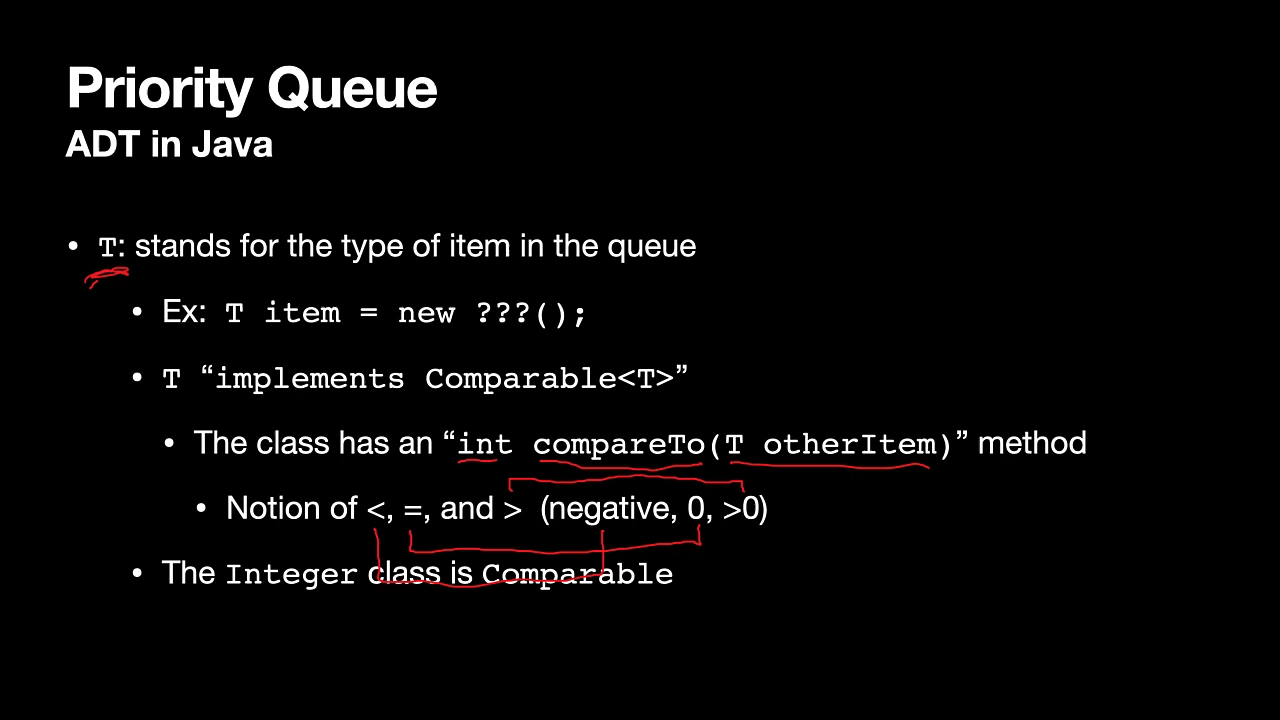 Priority Queue
ADT in Java
• T: stands for the type of item in the queue
• Ex: T item = new ???();
• T “implements Comparable<T>”
• The class has an “int compareTo(T otherItem)” method
• Notion of <, =, and > (negative, 0, >0)
• The Integer class is Comparable